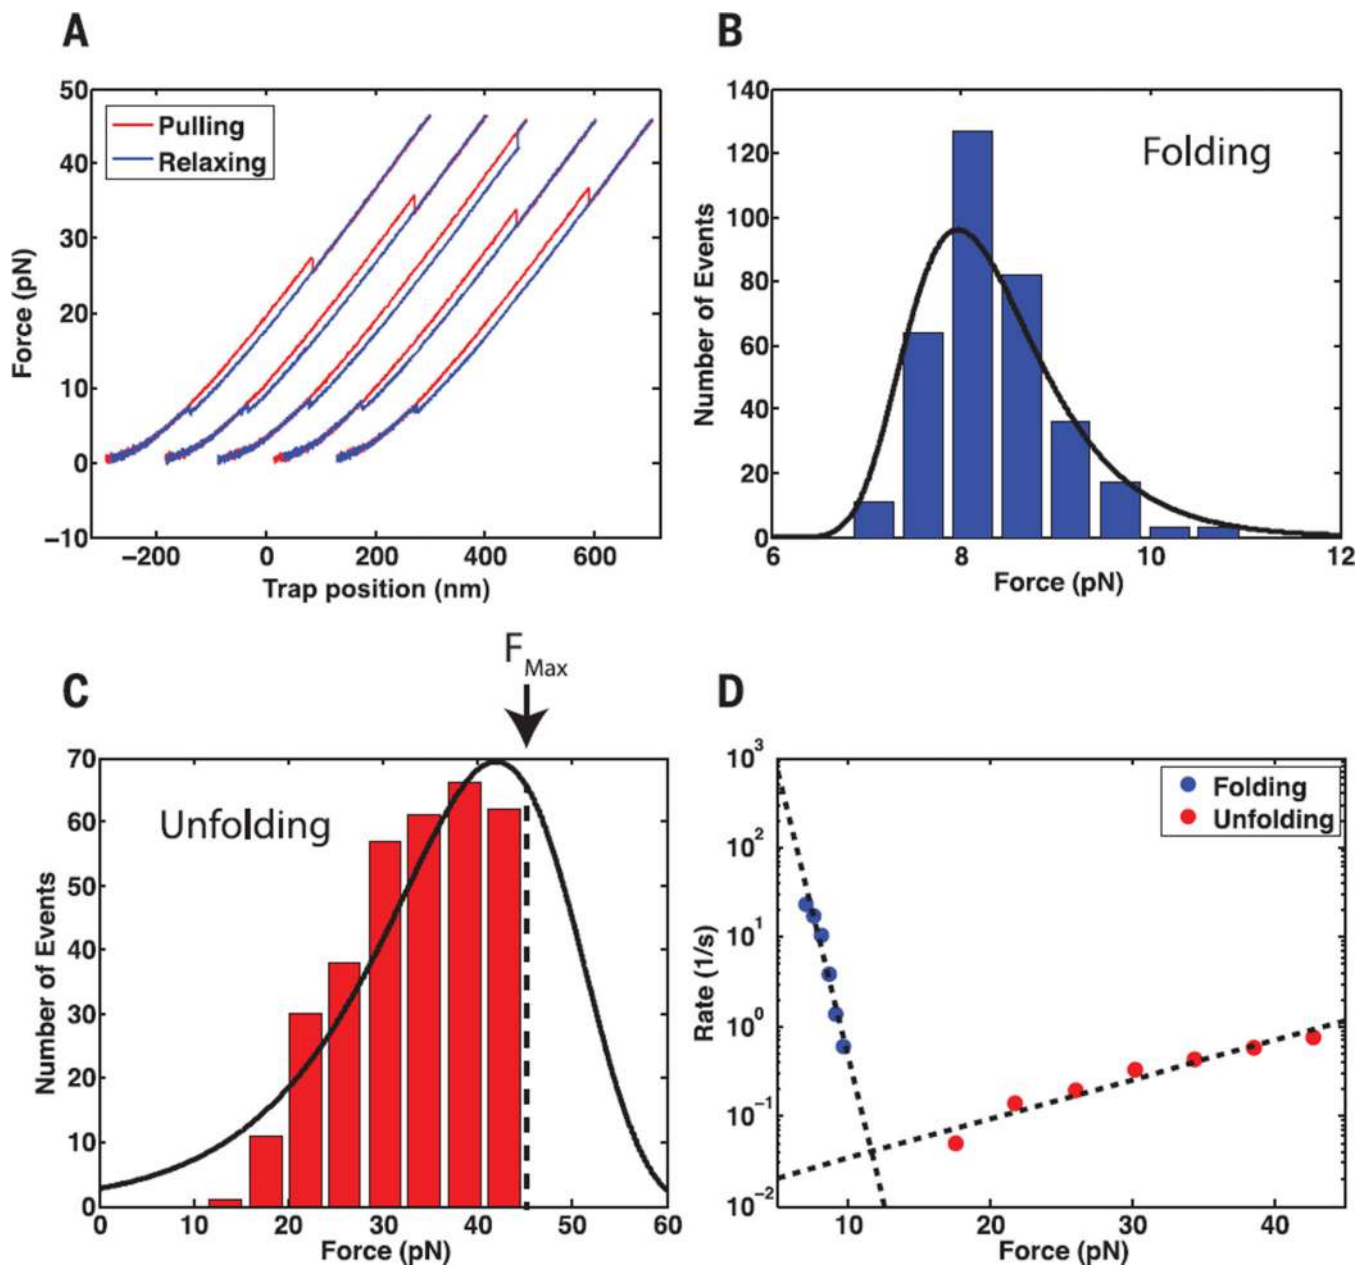 A
50
40
30
20
10
0
−10
Force (pN)
Pulling
Relaxing
−200
0
200
400
600
Trap position (nm)
B
140
120
100
80
60
40
20
0
Number of Events
Folding
6
8
10
12
Force (pN)
C
F_Max
70
60
50
40
30
20
10
0
Number of Events
Unfolding
0
10
20
30
40
50
60
Force (pN)
D
10^3
10^2
10^1
10^0
10^−1
10^−2
Rate (1/s)
Folding
Unfolding
10
20
30
40
Force (pN)